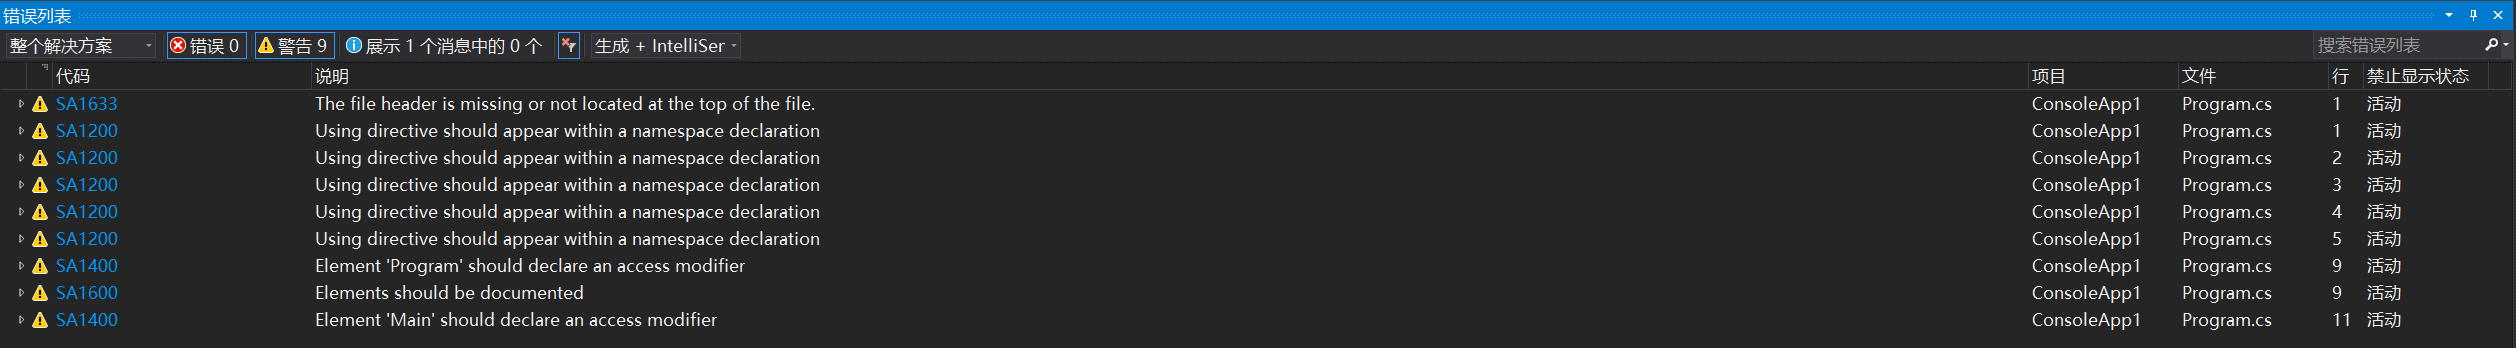 错误列表
整个解决方案 错误 0 警告 9 展示 1 个消息中的 0 个 生成 + IntelliSer 搜索错误列表
代码 说明 项目 文件 行 禁止显示状态
SA1633 The file header is missing or not located at the top of the file. ConsoleApp1 Program.cs 1 活动
SA1200 Using directive should appear within a namespace declaration ConsoleApp1 Program.cs 1 活动
SA1200 Using directive should appear within a namespace declaration ConsoleApp1 Program.cs 2 活动
SA1200 Using directive should appear within a namespace declaration ConsoleApp1 Program.cs 3 活动
SA1200 Using directive should appear within a namespace declaration ConsoleApp1 Program.cs 4 活动
SA1200 Using directive should appear within a namespace declaration ConsoleApp1 Program.cs 5 活动
SA1400 Element 'Program' should declare an access modifier ConsoleApp1 Program.cs 9 活动
SA1600 Elements should be documented ConsoleApp1 Program.cs 9 活动
SA1400 Element 'Main' should declare an access modifier ConsoleApp1 Program.cs 11 活动